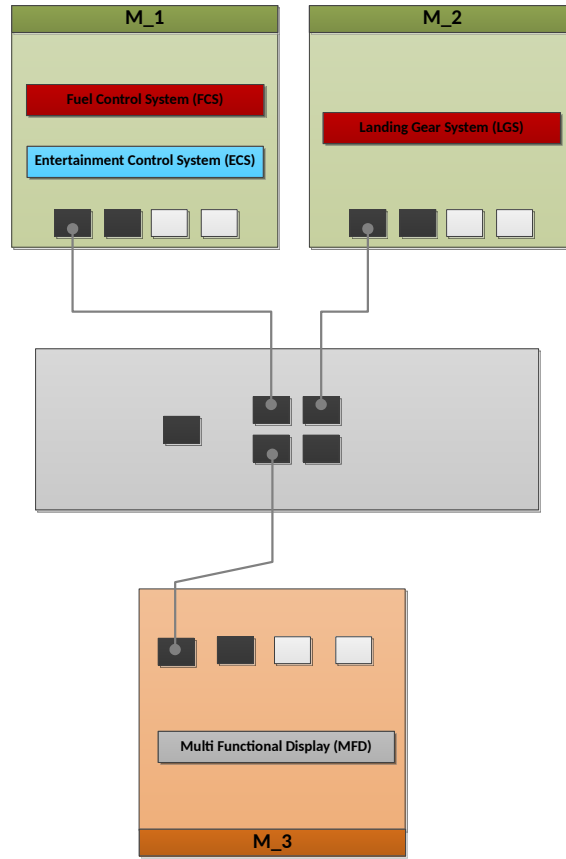 M_1
M_2
Fuel Control System (FCS)
Landing Gear System (LGS)
Entertainment Control System (ECS)
Multi Functional Display (MFD)
M_3